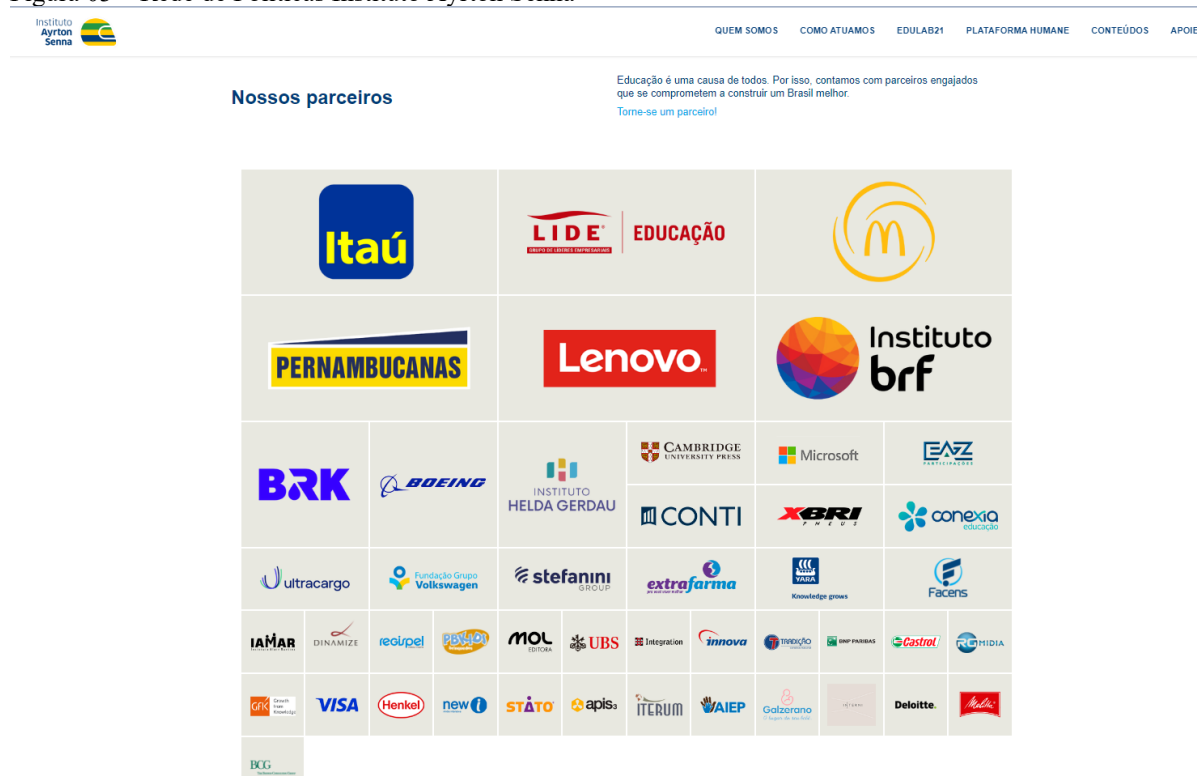 Instituto
Ayrton
Senna
QUEM SOMOS COMO ATUAMOS EDULAB21 PLATAFORMA HUMANE CONTEÚDOS APOIE
Nossos parceiros
Educação é uma causa de todos. Por isso, contamos com parceiros engajados
que se comprometem a construir um Brasil melhor.
Torne-se um parceiro!
Itaú
LIDE
GRUPO DE LÍDERES EMPRESARIAIS
EDUCAÇÃO
PERNAMBUCANAS
Lenovo
Instituto
brf
BRK
BOEING
INSTITUTO
HELDA GERDAU
CAMBRIDGE
UNIVERSITY PRESS
Microsoft
EAZ
PARTICIPAÇÕES
CONTI
XBRI
PNEUS
conexia
educação
ultracargo
Fundação Grupo
Volkswagen
stefanini
GROUP
extrafarma
YARA
Knowledge grows
Facens
IAMAR
DINAMIZE
regispel
MOL
EDITORA
UBS
Integration
innova
TRADIÇÃO
BNP PARIBAS
Castrol
RG MIDIA
GFK
Growth
from
Knowledge
VISA
Henkel
new
STATO
apis3
ITERUM
AIEP
Galzerano
Deloitte.
Melitta
BCG